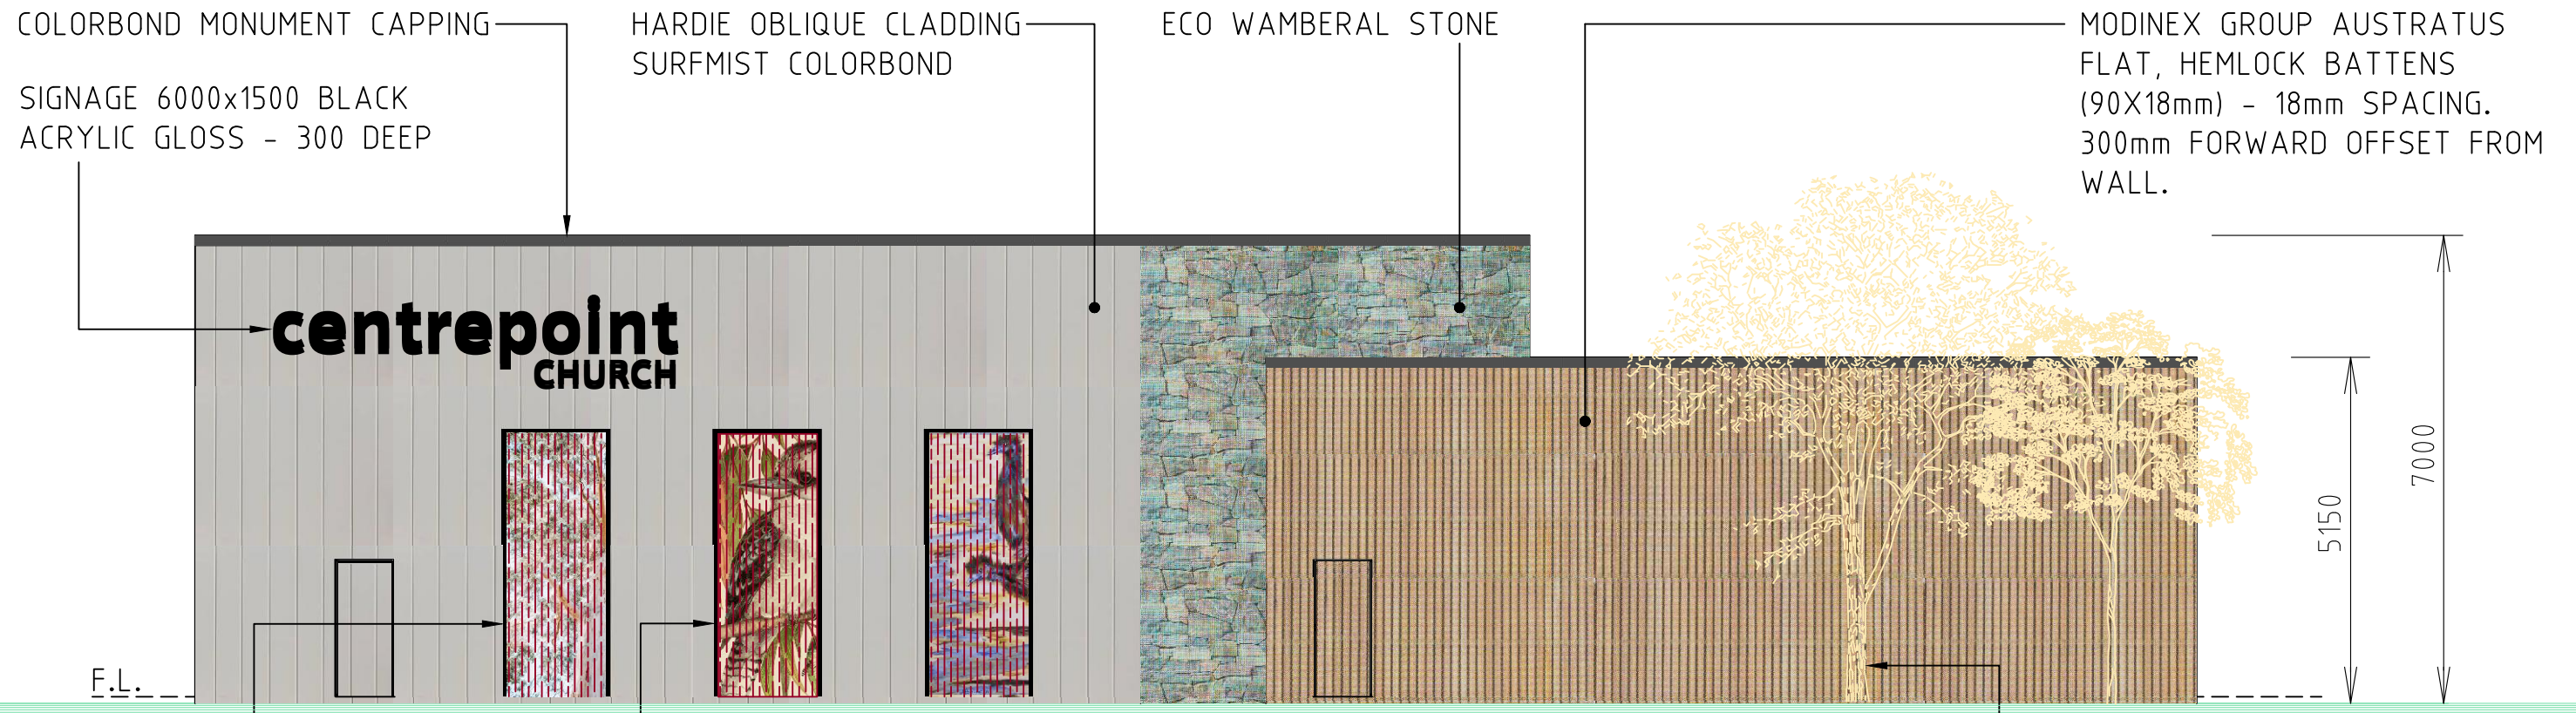 COLORBOND MONUMENT CAPPING
SIGNAGE 6000x1500 BLACK
ACRYLIC GLOSS - 300 DEEP
HARDIE OBLIQUE CLADDING
SURFMIST COLORBOND
ECO WAMBERAL STONE
MODINEX GROUP AUSTRATUS
FLAT, HEMLOCK BATTENS
(90X18mm) - 18mm SPACING.
300mm FORWARD OFFSET FROM
WALL.
centrepoint
CHURCH
5150
7000
F.L.